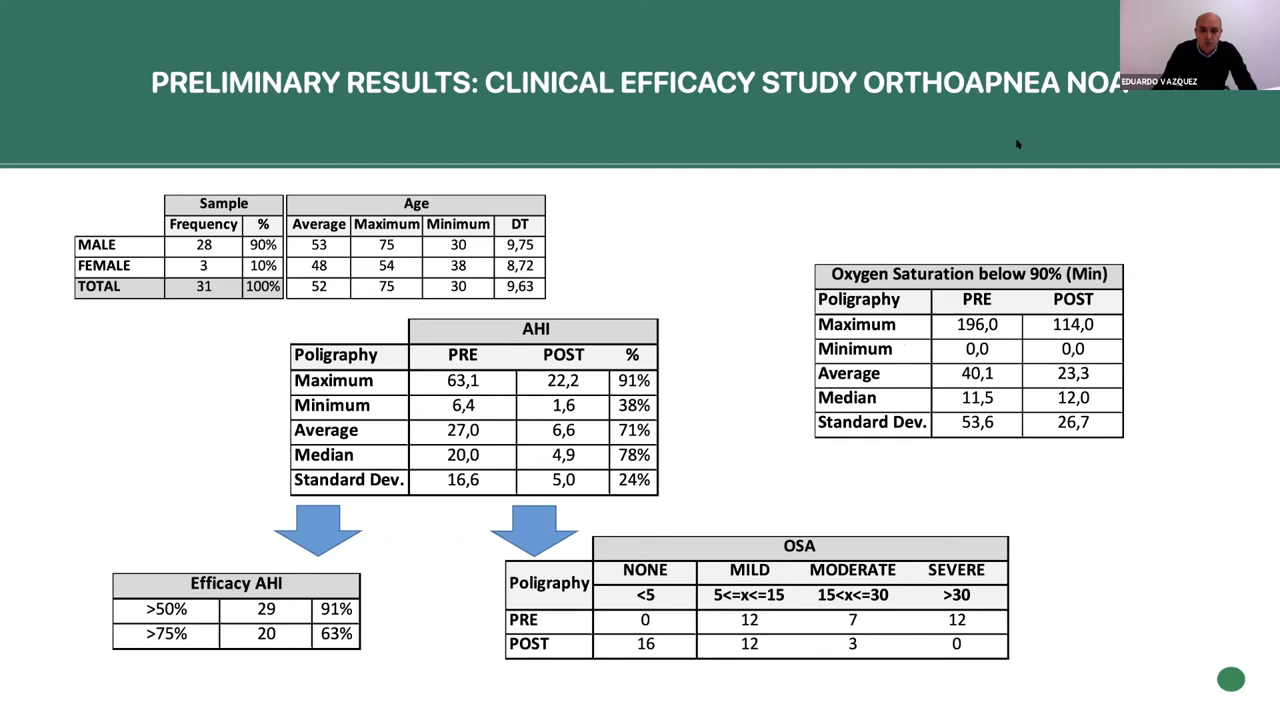 PRELIMINARY RESULTS: CLINICAL EFFICACY STUDY ORTHOAPNEA NOA
EDUARDO VAZQUEZ
Sample Age
Frequency % Average Maximum Minimum DT
MALE 28 90% 53 75 30 9,75
FEMALE 3 10% 48 54 38 8,72
TOTAL 31 100% 52 75 30 9,63
Oxygen Saturation below 90% (Min)
Poligraphy PRE POST
Maximum 196,0 114,0
Minimum 0,0 0,0
Average 40,1 23,3
Median 11,5 12,0
Standard Dev. 53,6 26,7
AHI
Poligraphy PRE POST %
Maximum 63,1 22,2 91%
Minimum 6,4 1,6 38%
Average 27,0 6,6 71%
Median 20,0 4,9 78%
Standard Dev. 16,6 5,0 24%
Efficacy AHI
>50% 29 91%
>75% 20 63%
OSA
Poligraphy NONE MILD MODERATE SEVERE
<5 5<=x<=15 15<x<=30 >30
PRE 0 12 7 12
POST 16 12 3 0